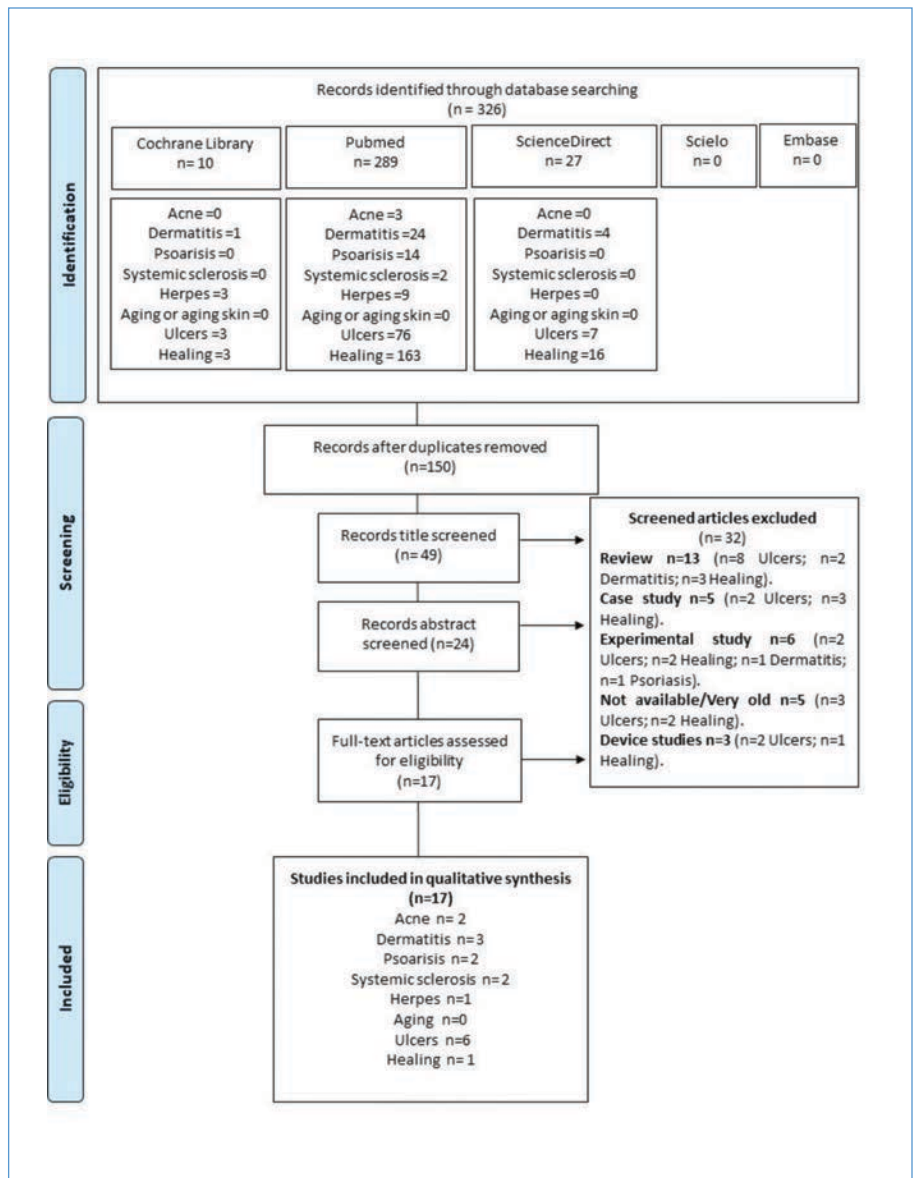 Identification
Records identified through database searching
(n = 326)
Cochrane Library
n= 10
Pubmed
n= 289
ScienceDirect
n= 27
Scielo
n= 0
Embase
n= 0
Acne =0
Dermatitis =1
Psoarisis =0
Systemic sclerosis =0
Herpes =3
Aging or aging skin =0
Ulcers =3
Healing =3
Acne =3
Dermatitis =24
Psoarisis =14
Systemic sclerosis =2
Herpes =9
Aging or aging skin =0
Ulcers =76
Healing = 163
Acne =0
Dermatitis =4
Psoarisis =0
Systemic sclerosis =0
Herpes =0
Aging or aging skin =0
Ulcers =7
Healing =16
Screening
Records after duplicates removed
(n=150)
Records title screened
(n= 49)
Records abstract
screened (n=24)
Screened articles excluded
(n= 32)
Review n=13 (n=8 Ulcers; n=2
Dermatitis; n=3 Healing).
Case study n=5 (n=2 Ulcers; n=3
Healing).
Experimental study n=6 (n=2
Ulcers; n=2 Healing; n=1 Dermatitis;
n=1 Psoriasis).
Not available/Very old n=5 (n=3
Ulcers; n=2 Healing).
Device studies n=3 (n=2 Ulcers; n=1
Healing).
Eligibility
Full-text articles assessed
for eligibility
(n=17)
Included
Studies included in qualitative synthesis
(n=17)
Acne n= 2
Dermatitis n=3
Psoarisis n=2
Systemic sclerosis n=2
Herpes n=1
Aging n=0
Ulcers n=6
Healing n= 1